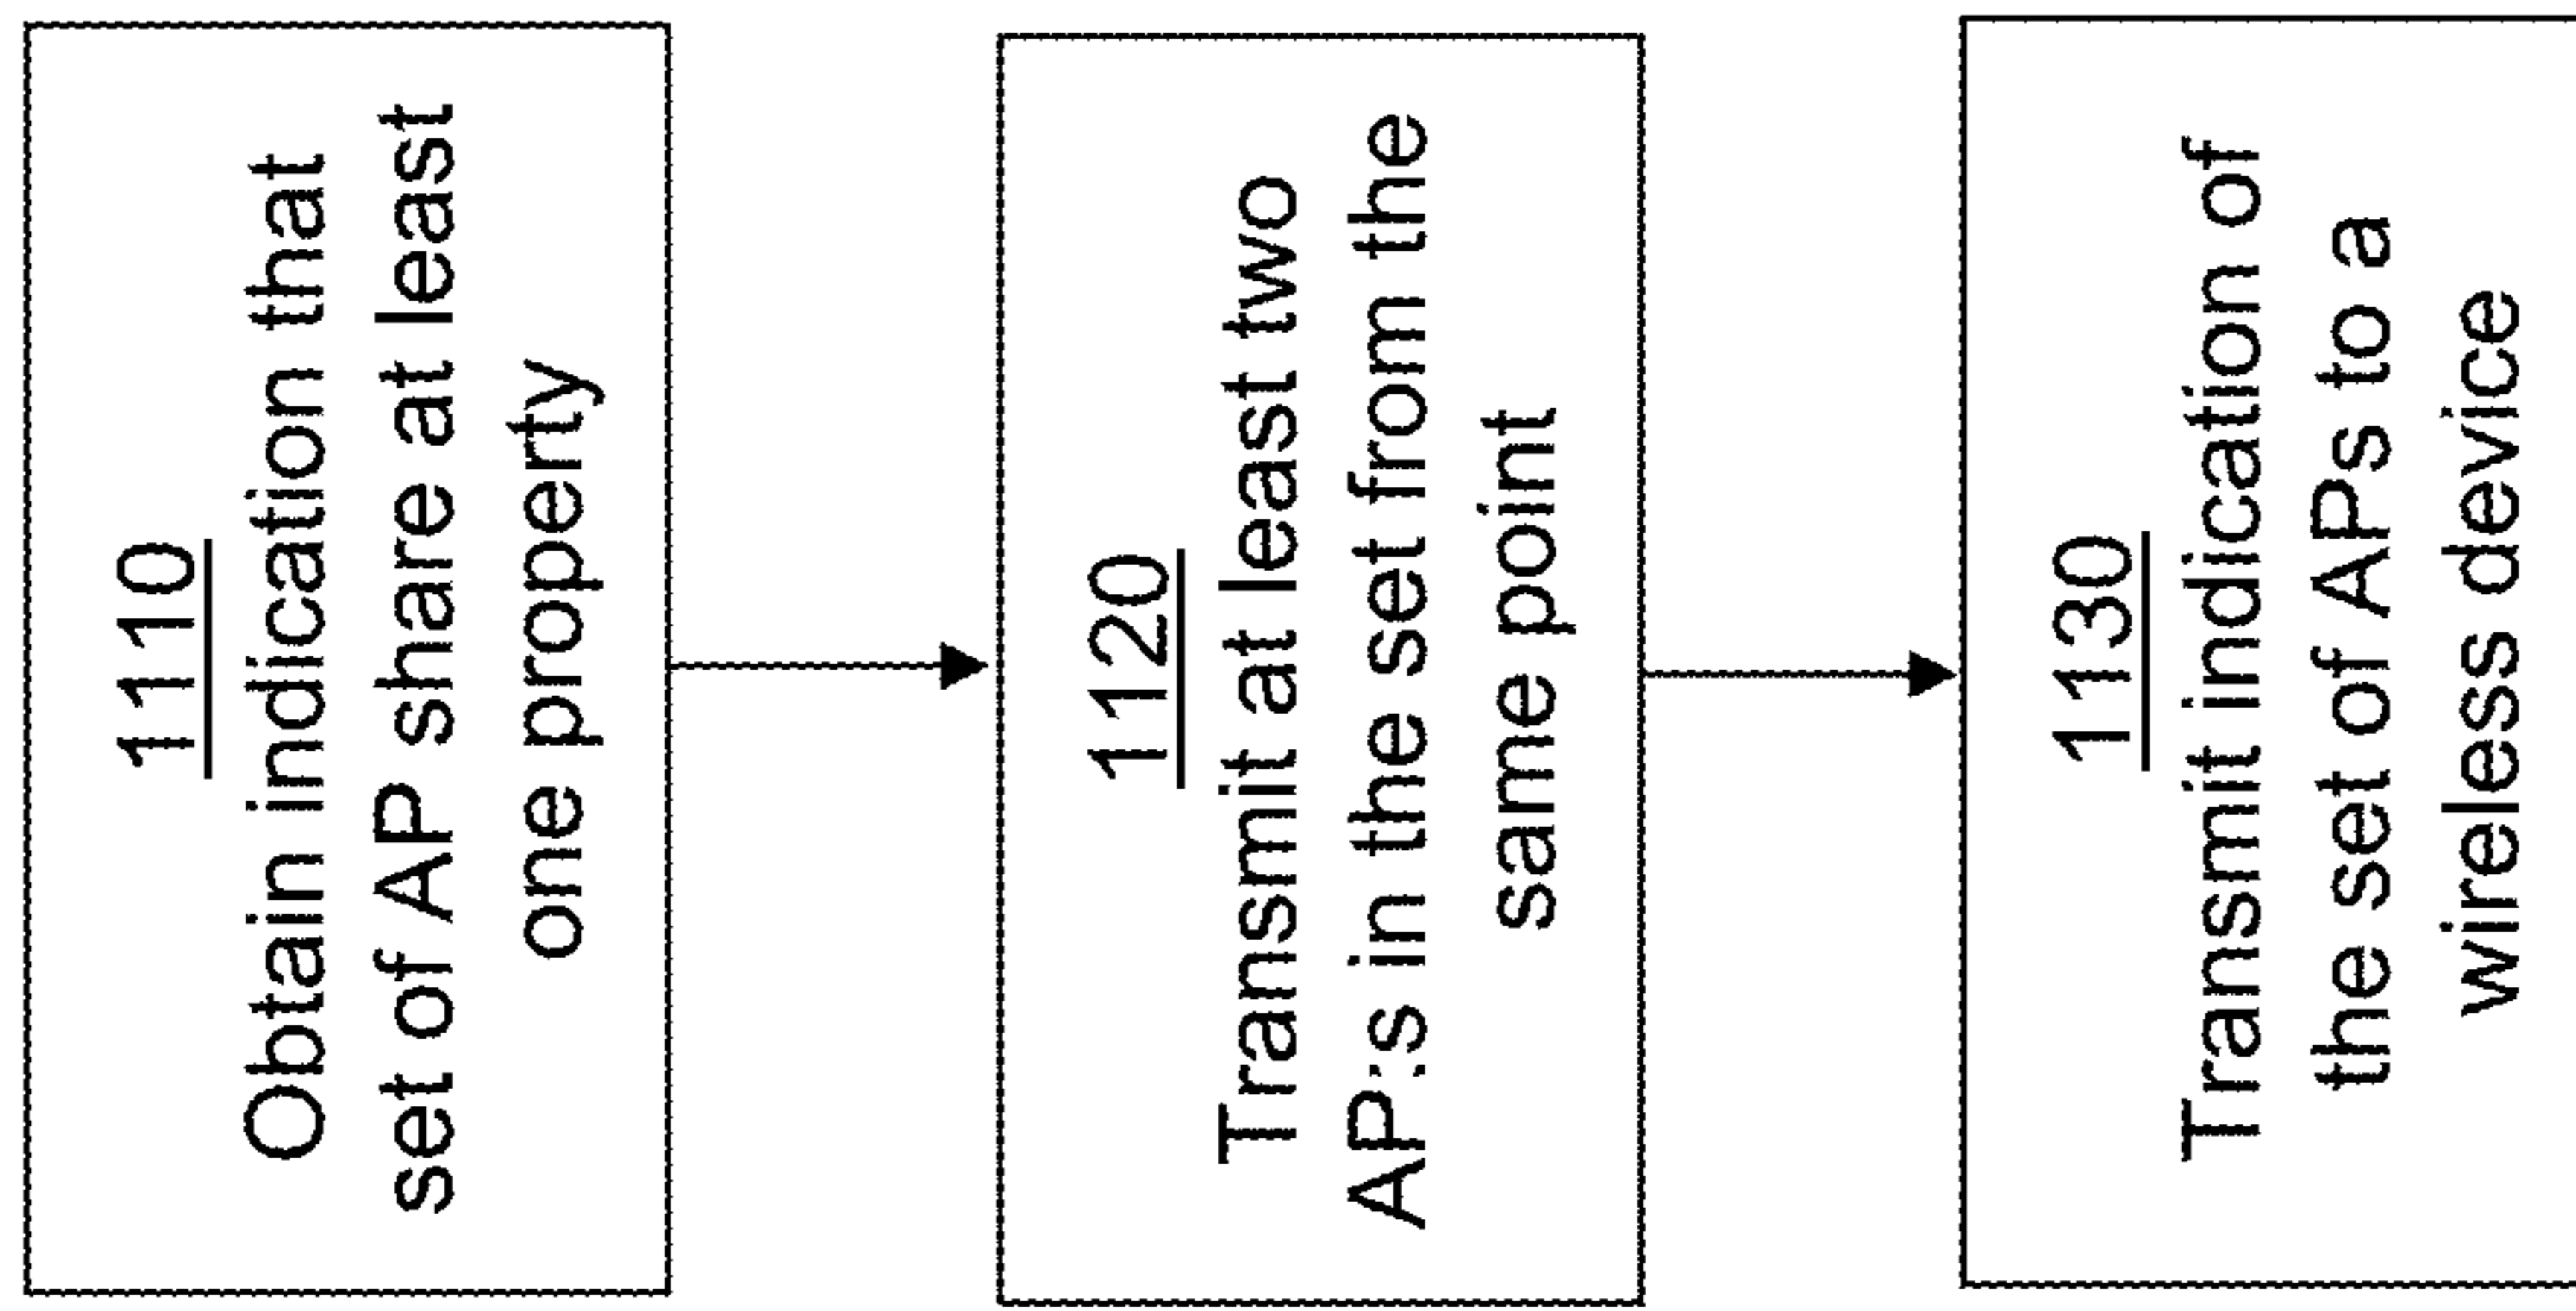 1110
Obtain indication that
set of AP share at least
one property
1120
Transmit at least two
AP:s in the set from the
same point
1130
Transmit indication of
the set of APs to a
wireless device